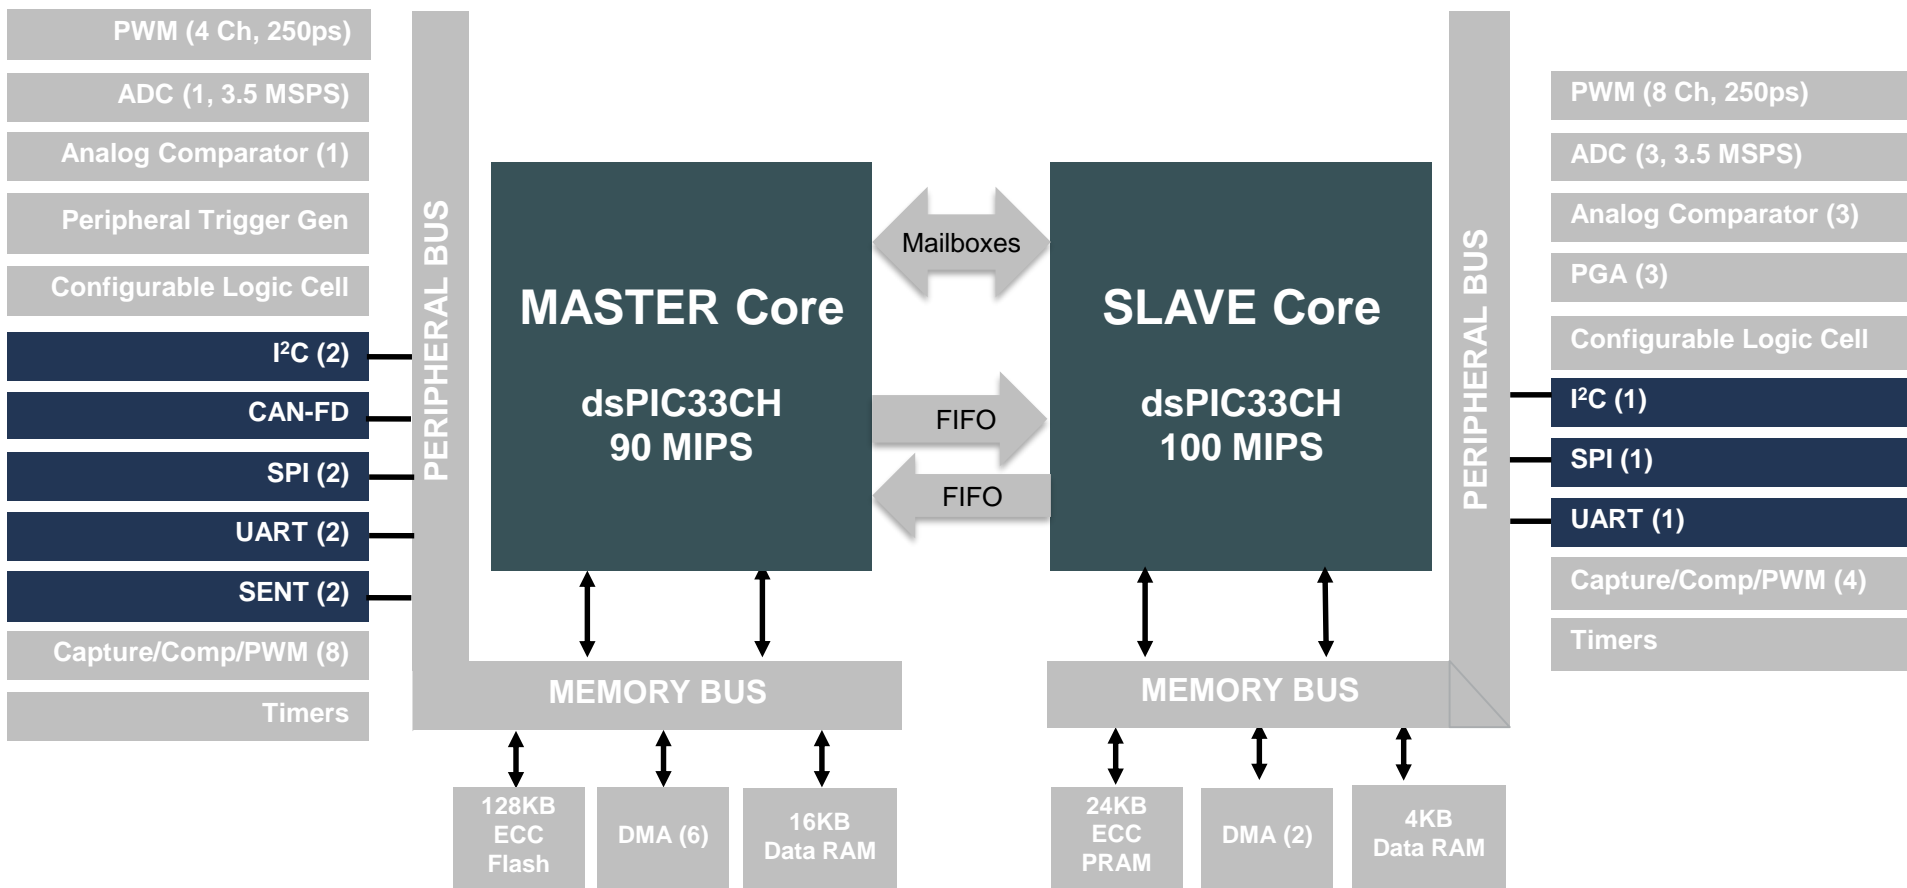 PWM (4 Ch, 250ps)
ADC (1, 3.5 MSPS)
Analog Comparator (1)
Peripheral Trigger Gen
Configurable Logic Cell
I²C (2)
CAN-FD
SPI (2)
UART (2)
SENT (2)
Capture/Comp/PWM (8)
Timers
PERIPHERAL BUS
MASTER Core
dsPIC33CH
90 MIPS
Mailboxes
FIFO
FIFO
SLAVE Core
dsPIC33CH
100 MIPS
PERIPHERAL BUS
PWM (8 Ch, 250ps)
ADC (3, 3.5 MSPS)
Analog Comparator (3)
PGA (3)
Configurable Logic Cell
I²C (1)
SPI (1)
UART (1)
Capture/Comp/PWM (4)
Timers
MEMORY BUS
MEMORY BUS
128KB
ECC
Flash
DMA (6)
16KB
Data RAM
24KB
ECC
PRAM
DMA (2)
4KB
Data RAM